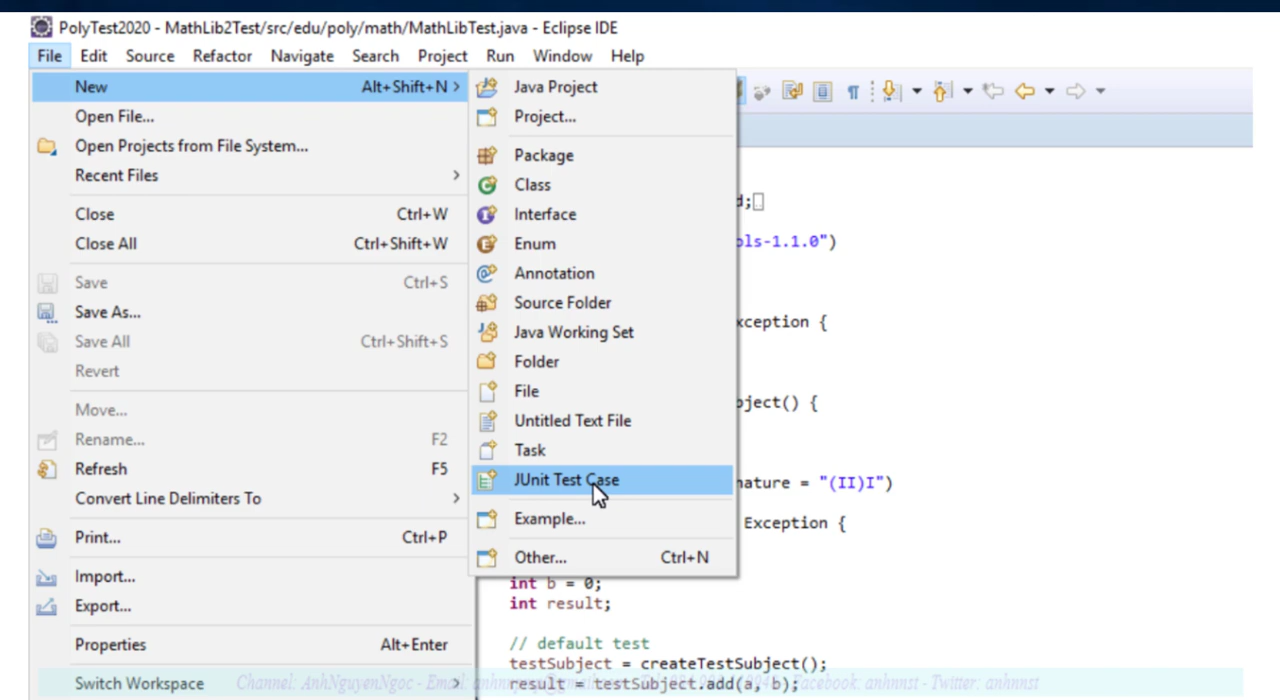 PolyTest2020 - MathLib2Test/src/edu/poly/math/MathLibTest.java - Eclipse IDE
File Edit Source Refactor Navigate Search Project Run Window Help
New Alt+Shift+N >
Open File...
Open Projects from File System...
Recent Files >
Close Ctrl+W
Close All Ctrl+Shift+W
Save Ctrl+S
Save As...
Save All Ctrl+Shift+S
Revert
Move...
Rename... F2
Refresh F5
Convert Line Delimiters To >
Print... Ctrl+P
Import...
Export...
Properties Alt+Enter
Switch Workspace >
Java Project
Project...
Package
Class
Interface
Enum
Annotation
Source Folder
Java Working Set
Folder
File
Untitled Text File
Task
JUnit Test Case
Example...
Other... Ctrl+N
d;
ols-1.1.0")
xception {
bject() {
nature = "(II)I")
Exception {
int b = 0;
int result;
// default test
testSubject = createTestSubject();
result = testSubject.add(a, b);
Channel: AnhNguyenNgoc - Email: Facebook: anhnnst - Twitter: anhnnst